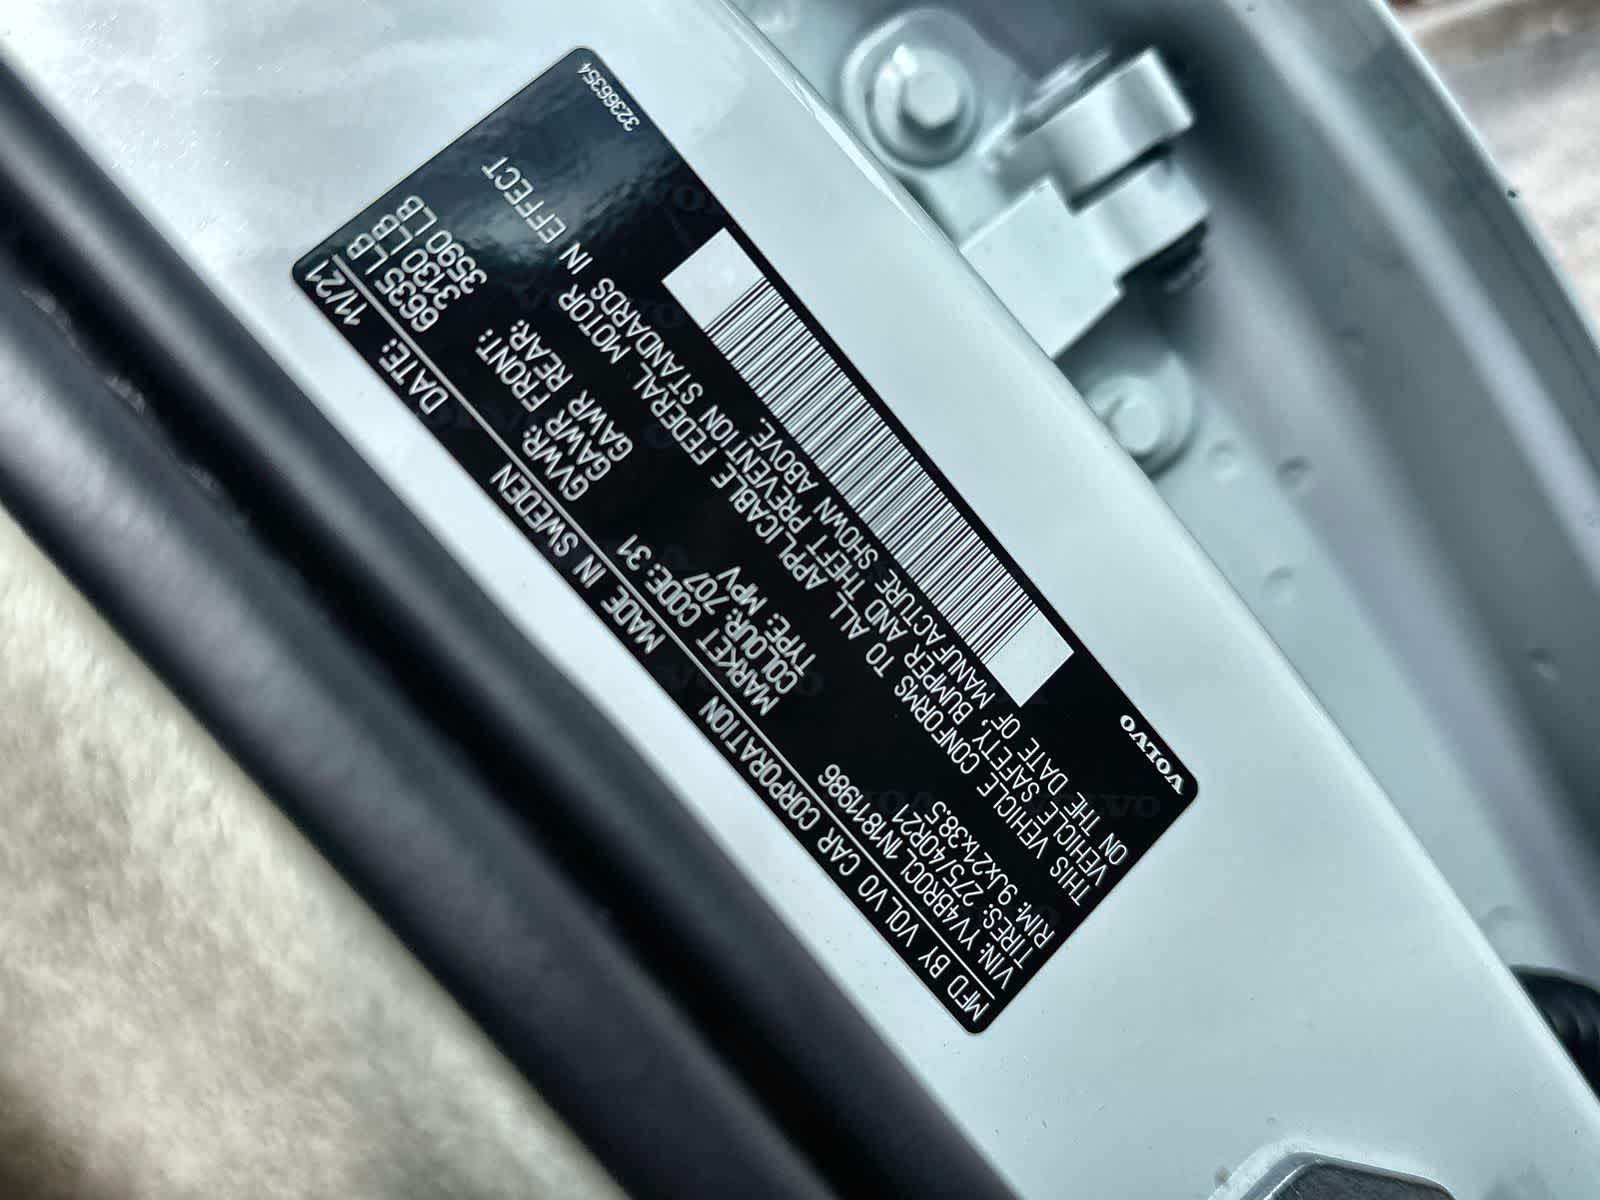 MFD BY VOLVO CAR CORPORATION MADE IN SWEDEN DATE: 11/21
VIN: YV4BR0CL1N1811986 MARKET CODE: 31 GVWR: 6635 LB
TIRES: 275/40R21 COLOUR: 707 GAWR FRONT: 3130 LB
RIM: 9Jx21x38.5 TYPE: MPV GAWR REAR: 3590 LB
THIS VEHICLE CONFORMS TO ALL APPLICABLE FEDERAL MOTOR
VEHICLE SAFETY, BUMPER AND THEFT PREVENTION STANDARDS IN EFFECT
ON THE DATE OF MANUFACTURE SHOWN ABOVE.
VOLVO
32366354